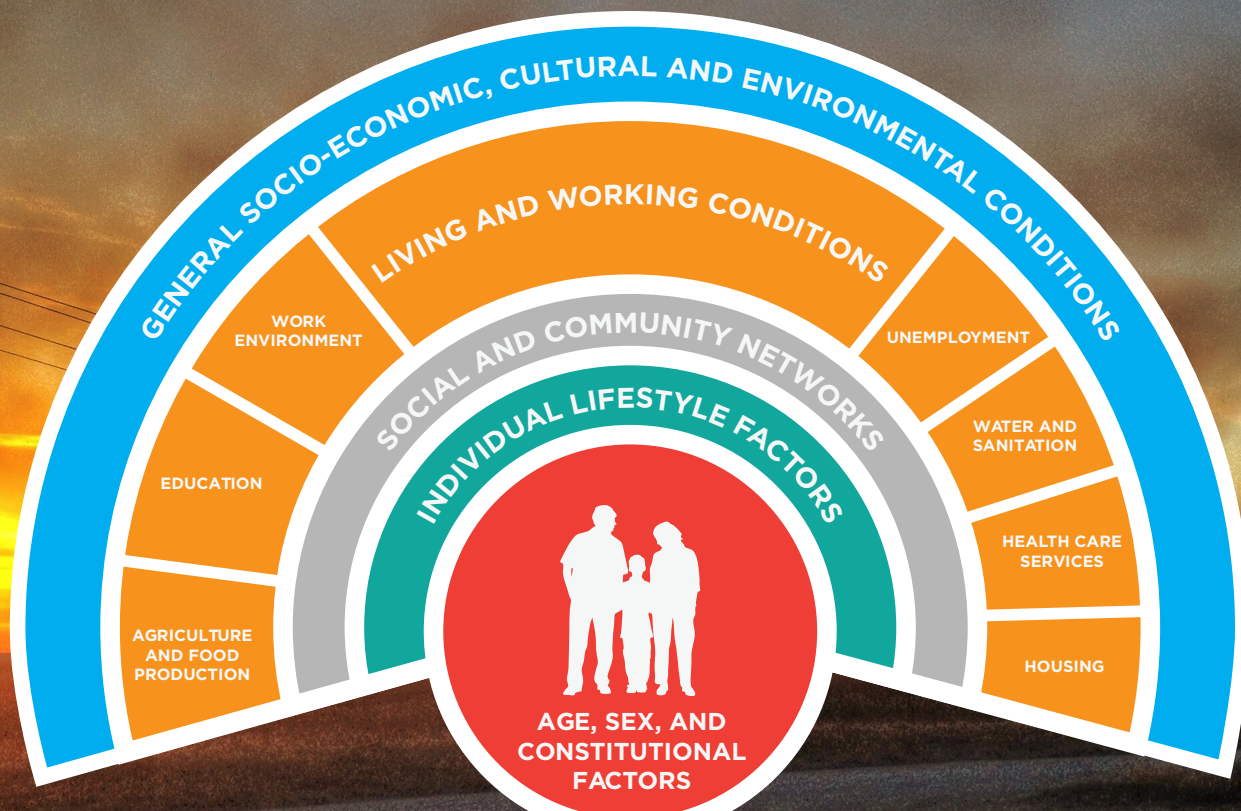 GENERAL SOCIO-ECONOMIC, CULTURAL AND ENVIRONMENTAL CONDITIONS
LIVING AND WORKING CONDITIONS
AGRICULTURE
AND FOOD
PRODUCTION
EDUCATION
WORK
ENVIRONMENT
UNEMPLOYMENT
WATER AND
SANITATION
HEALTH CARE
SERVICES
HOUSING
SOCIAL AND COMMUNITY NETWORKS
INDIVIDUAL LIFESTYLE FACTORS
AGE, SEX, AND
CONSTITUTIONAL
FACTORS